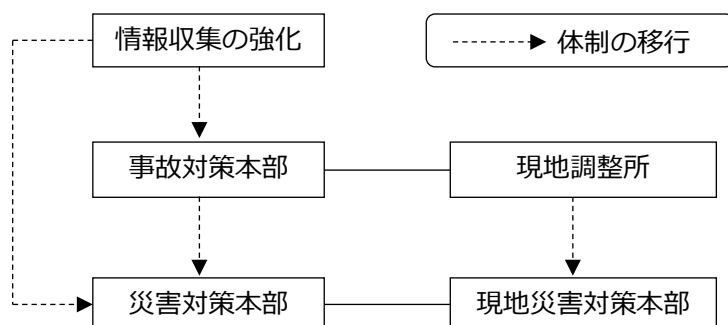 情報収集の強化
体制の移行
事故対策本部
現地調整所
災害対策本部
現地災害対策本部